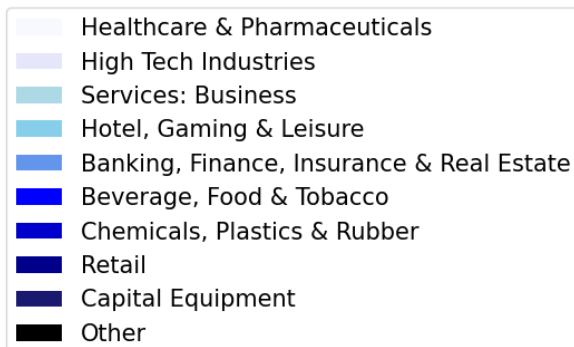 Healthcare & Pharmaceuticals
High Tech Industries
Services: Business
Hotel, Gaming & Leisure
Banking, Finance, Insurance & Real Estate
Beverage, Food & Tobacco
Chemicals, Plastics & Rubber
Retail
Capital Equipment
Other